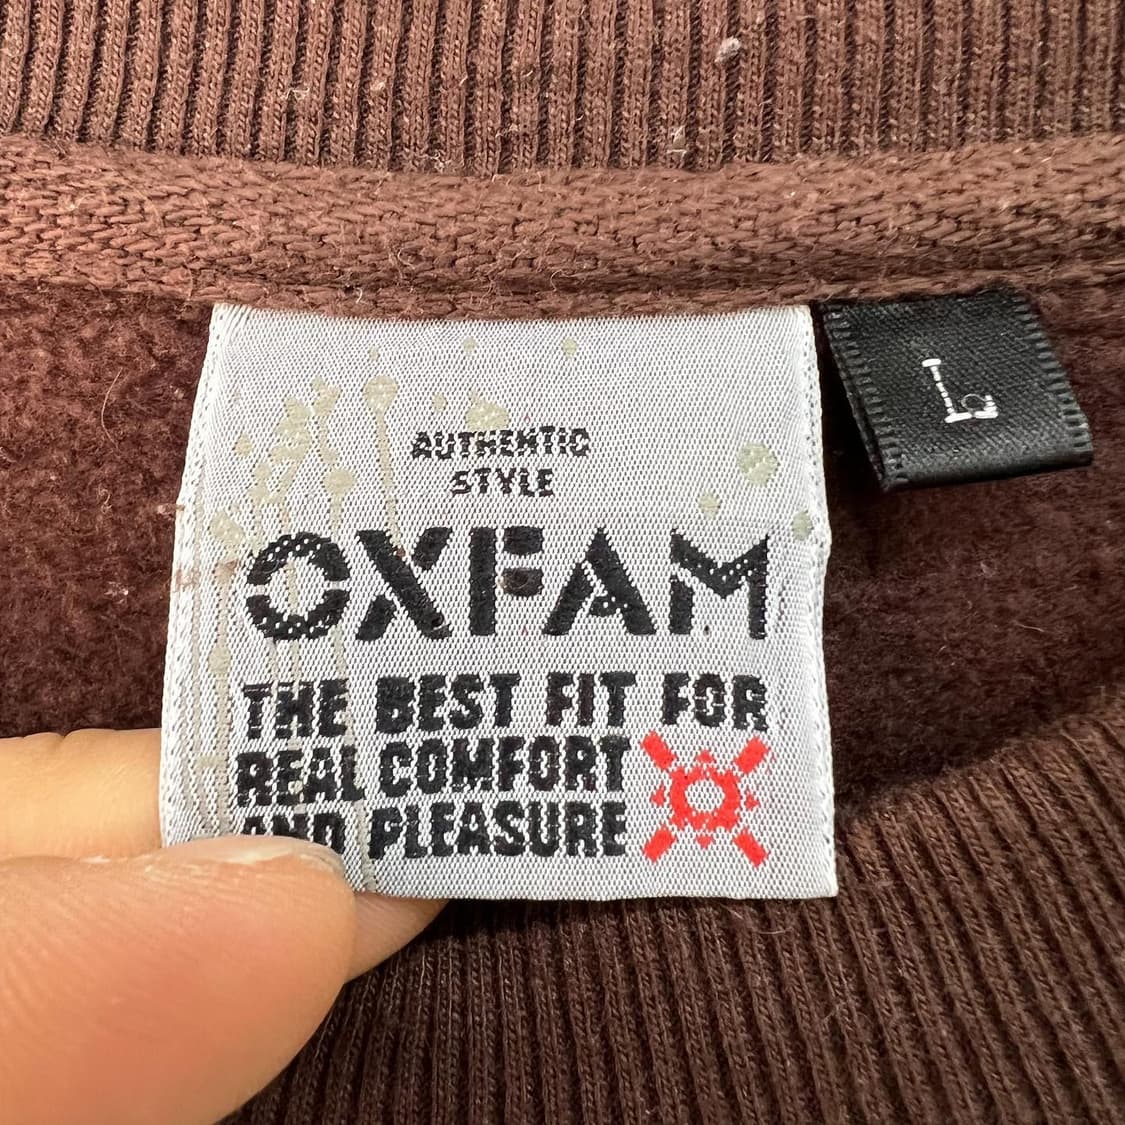 AUTHENTIC
STYLE
OXFAM
THE BEST FIT FOR
REAL COMFORT
AND PLEASURE
L